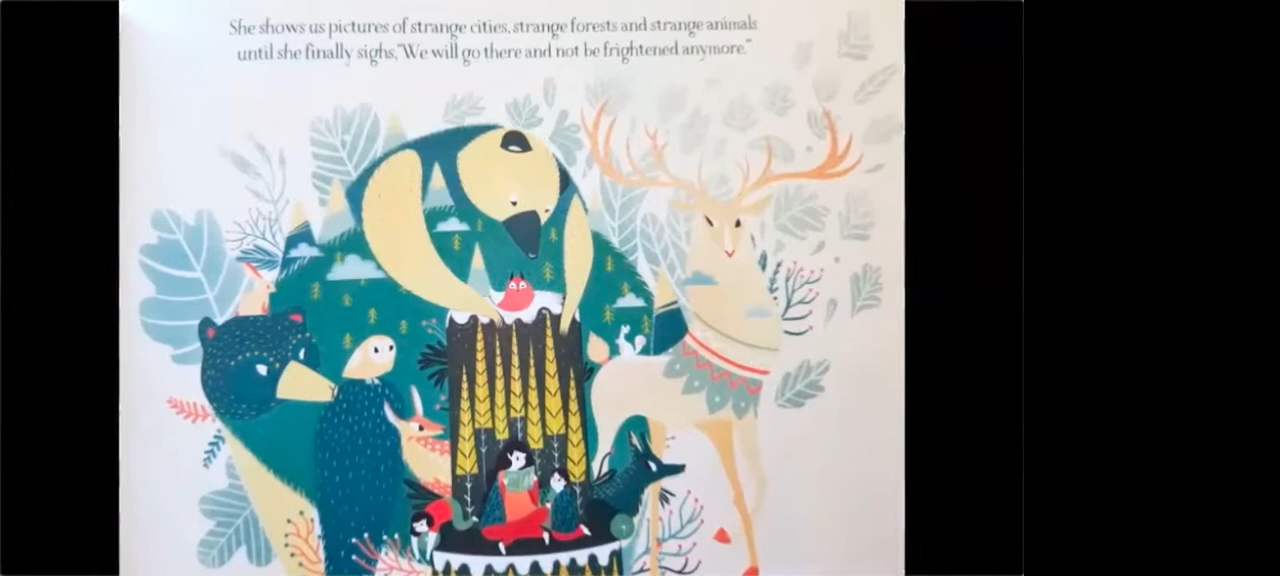 She shows us pictures of strange cities, strange forests and strange animals
until she finally sighs, "We will go there and not be frightened anymore."